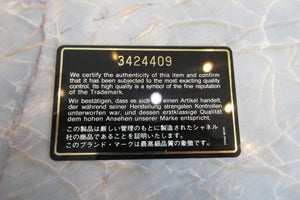 3424409
We certify the authenticity of this item and confirm
that it has been subjected to the most exacting quality
control. Its high quality is a symbol of the fine reputation
of the Trademark.
Wir bestätigen, dass es sich einen Artikel handelt,
der während seiner Herstellung strengsten Kontrollen
unterworfen war, und dessen erstklassige Qualität
dem hohen Ansehen unserer Marke entspricht.
この製品は厳しい管理のもとに製造されたシャネル
社の商品であることを証明いたします。
このブランド・マークは最高級品質の象徴です。